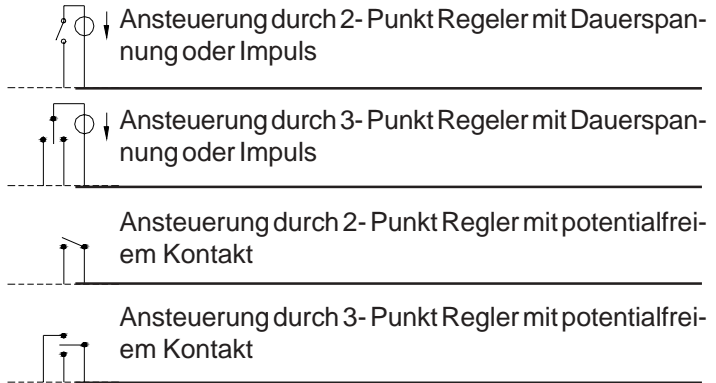 Ansteuerung durch 2- Punkt Regeler mit Dauerspan-
nung oder Impuls
Ansteuerung durch 3- Punkt Regeler mit Dauerspan-
nung oder Impuls
Ansteuerung durch 2- Punkt Regler mit potentialfrei-
em Kontakt
Ansteuerung durch 3- Punkt Regler mit potentialfrei-
em Kontakt